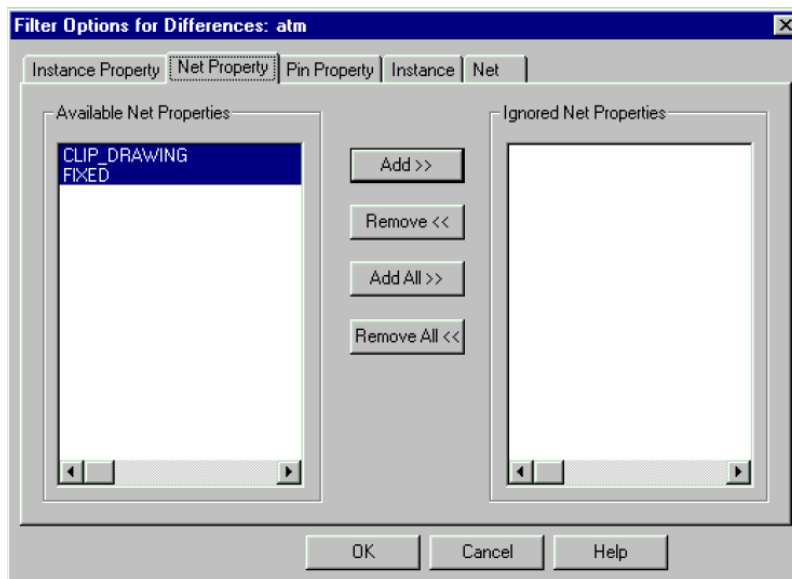 Filter Options for Differences: atm
Instance Property Net Property Pin Property Instance Net
Available Net Properties
Ignored Net Properties
CLIP_DRAWING
FIXED
Add >>
Remove <<
Add All >>
Remove All <<
OK Cancel Help